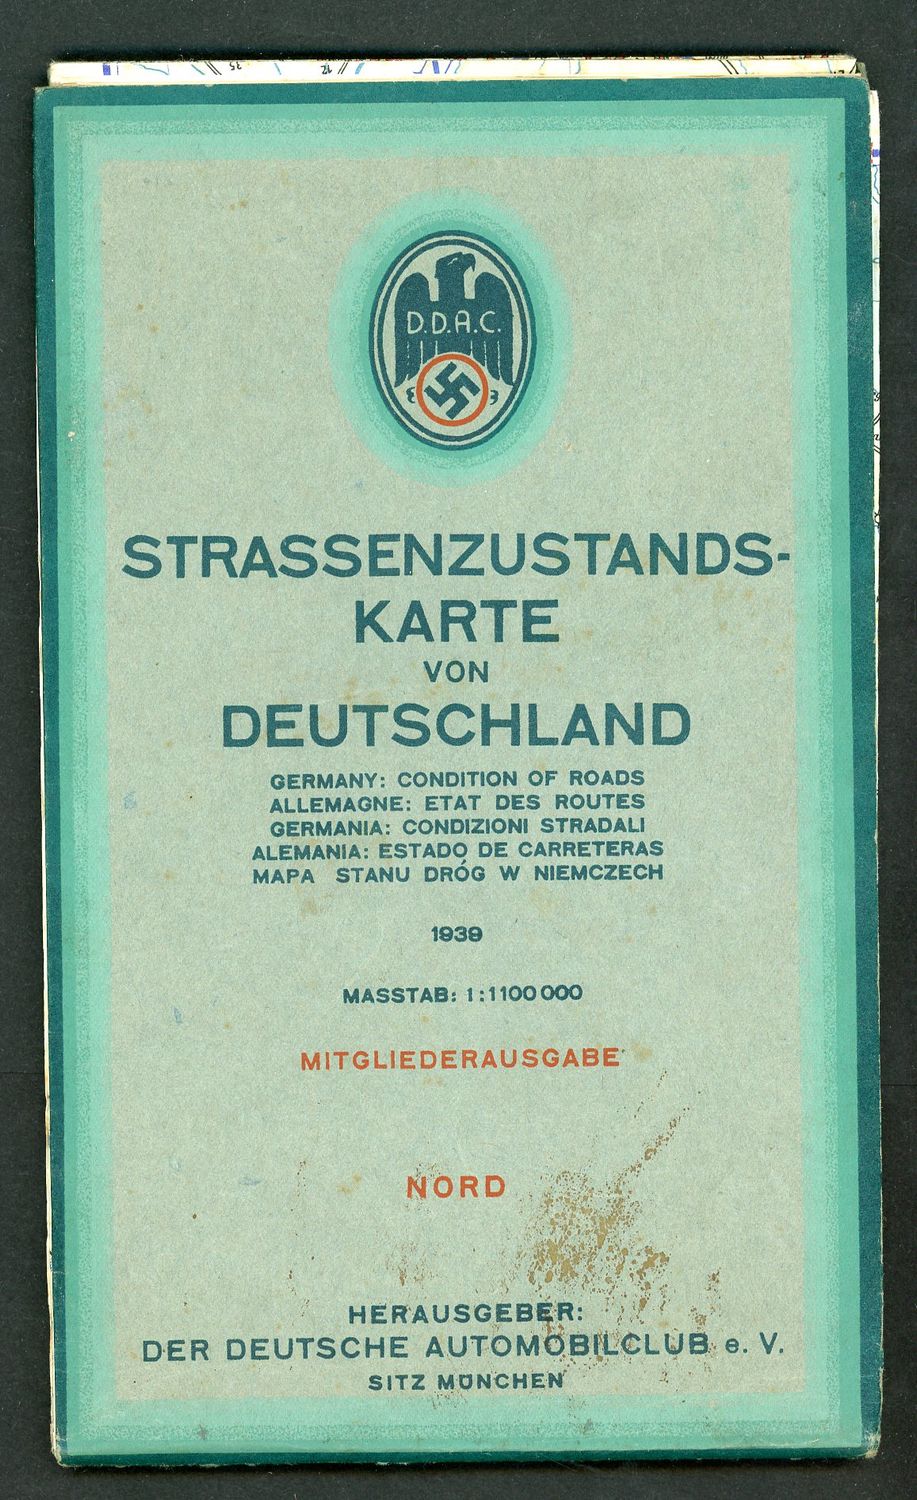 D.D.A.C.
STRASSENZUSTANDS-
KARTE
VON
DEUTSCHLAND
GERMANY: CONDITION OF ROADS
ALLEMAGNE: ETAT DES ROUTES
GERMANIA: CONDIZIONI STRADALI
ALEMANIA: ESTADO DE CARRETERAS
MAPA STANU DRÓG W NIEMCZECH
1939
MASSTAB: 1:1100000
MITGLIEDERAUSGABE
NORD
HERAUSGEBER:
DER DEUTSCHE AUTOMOBILCLUB e. V.
SITZ MÜNCHEN